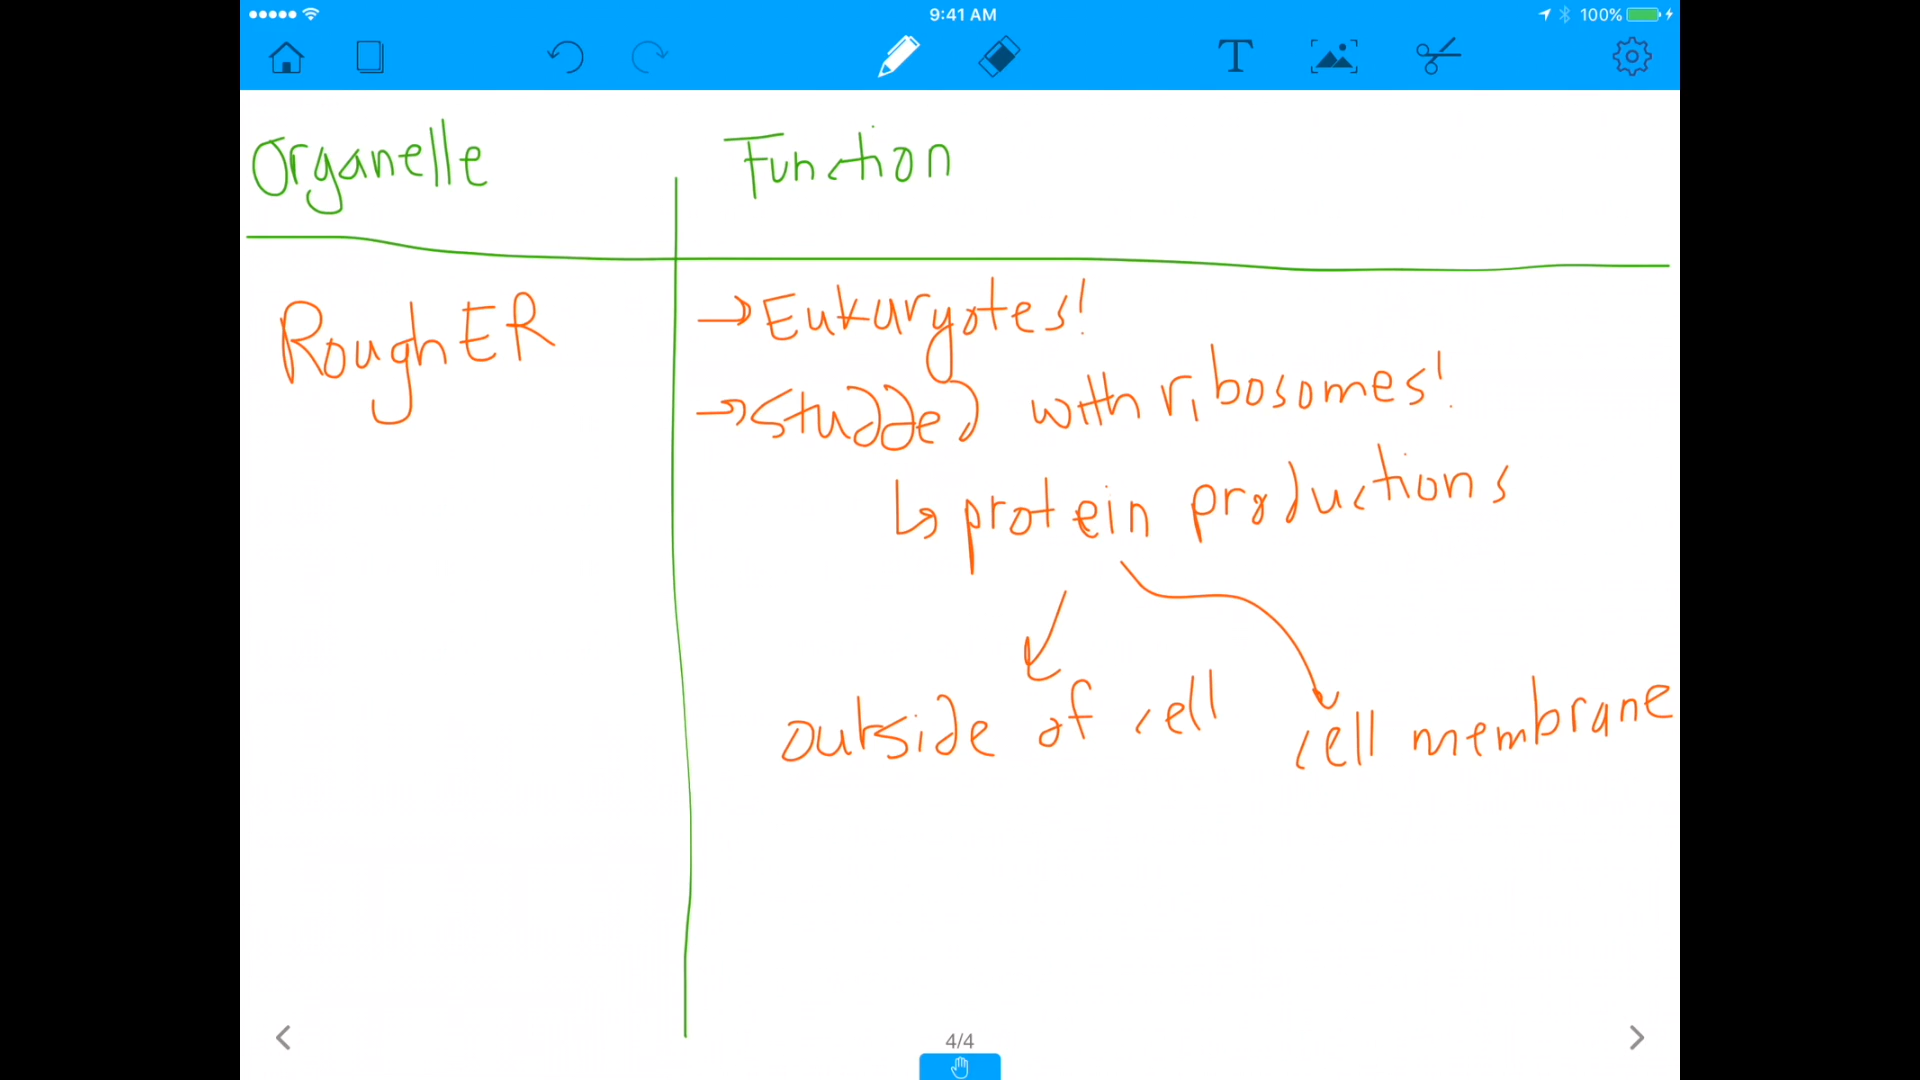 9:41 AM
100%
T
Organelle
Function
Rough ER
→ Eukaryotes!
→ Studded with ribosomes!
↳ protein productions
outside of cell
cell membrane
4/4